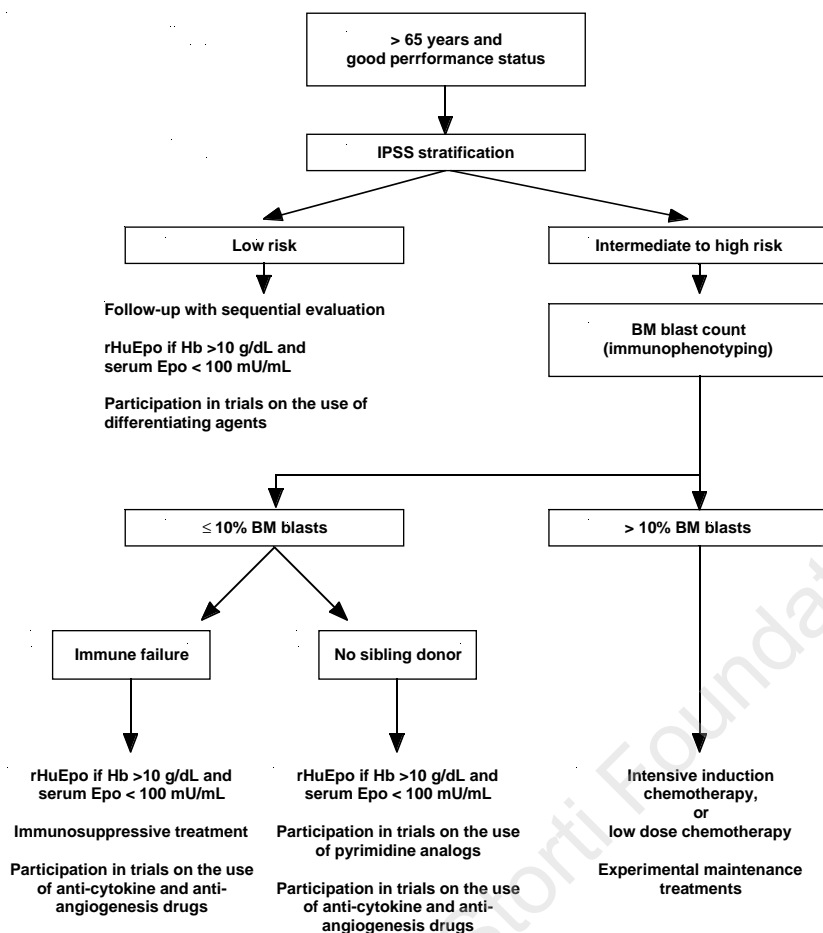 > 65 years and
good perrformance status
IPSS stratification
Low risk
Intermediate to high risk
Follow-up with sequential evaluation
rHuEpo if Hb >10 g/dL and
serum Epo < 100 mU/mL
Participation in trials on the use of
differentiating agents
BM blast count
(immunophenotyping)
≤ 10% BM blasts
> 10% BM blasts
Immune failure
No sibling donor
rHuEpo if Hb >10 g/dL and
serum Epo < 100 mU/mL
Immunosuppressive treatment
Participation in trials on the use
of anti-cytokine and anti-
angiogenesis drugs
rHuEpo if Hb >10 g/dL and
serum Epo < 100 mU/mL
Participation in trials on the use
of pyrimidine analogs
Participation in trials on the use
of anti-cytokine and anti-
angiogenesis drugs
Intensive induction
chemotherapy,
or
low dose chemotherapy
Experimental maintenance
treatments
Storti